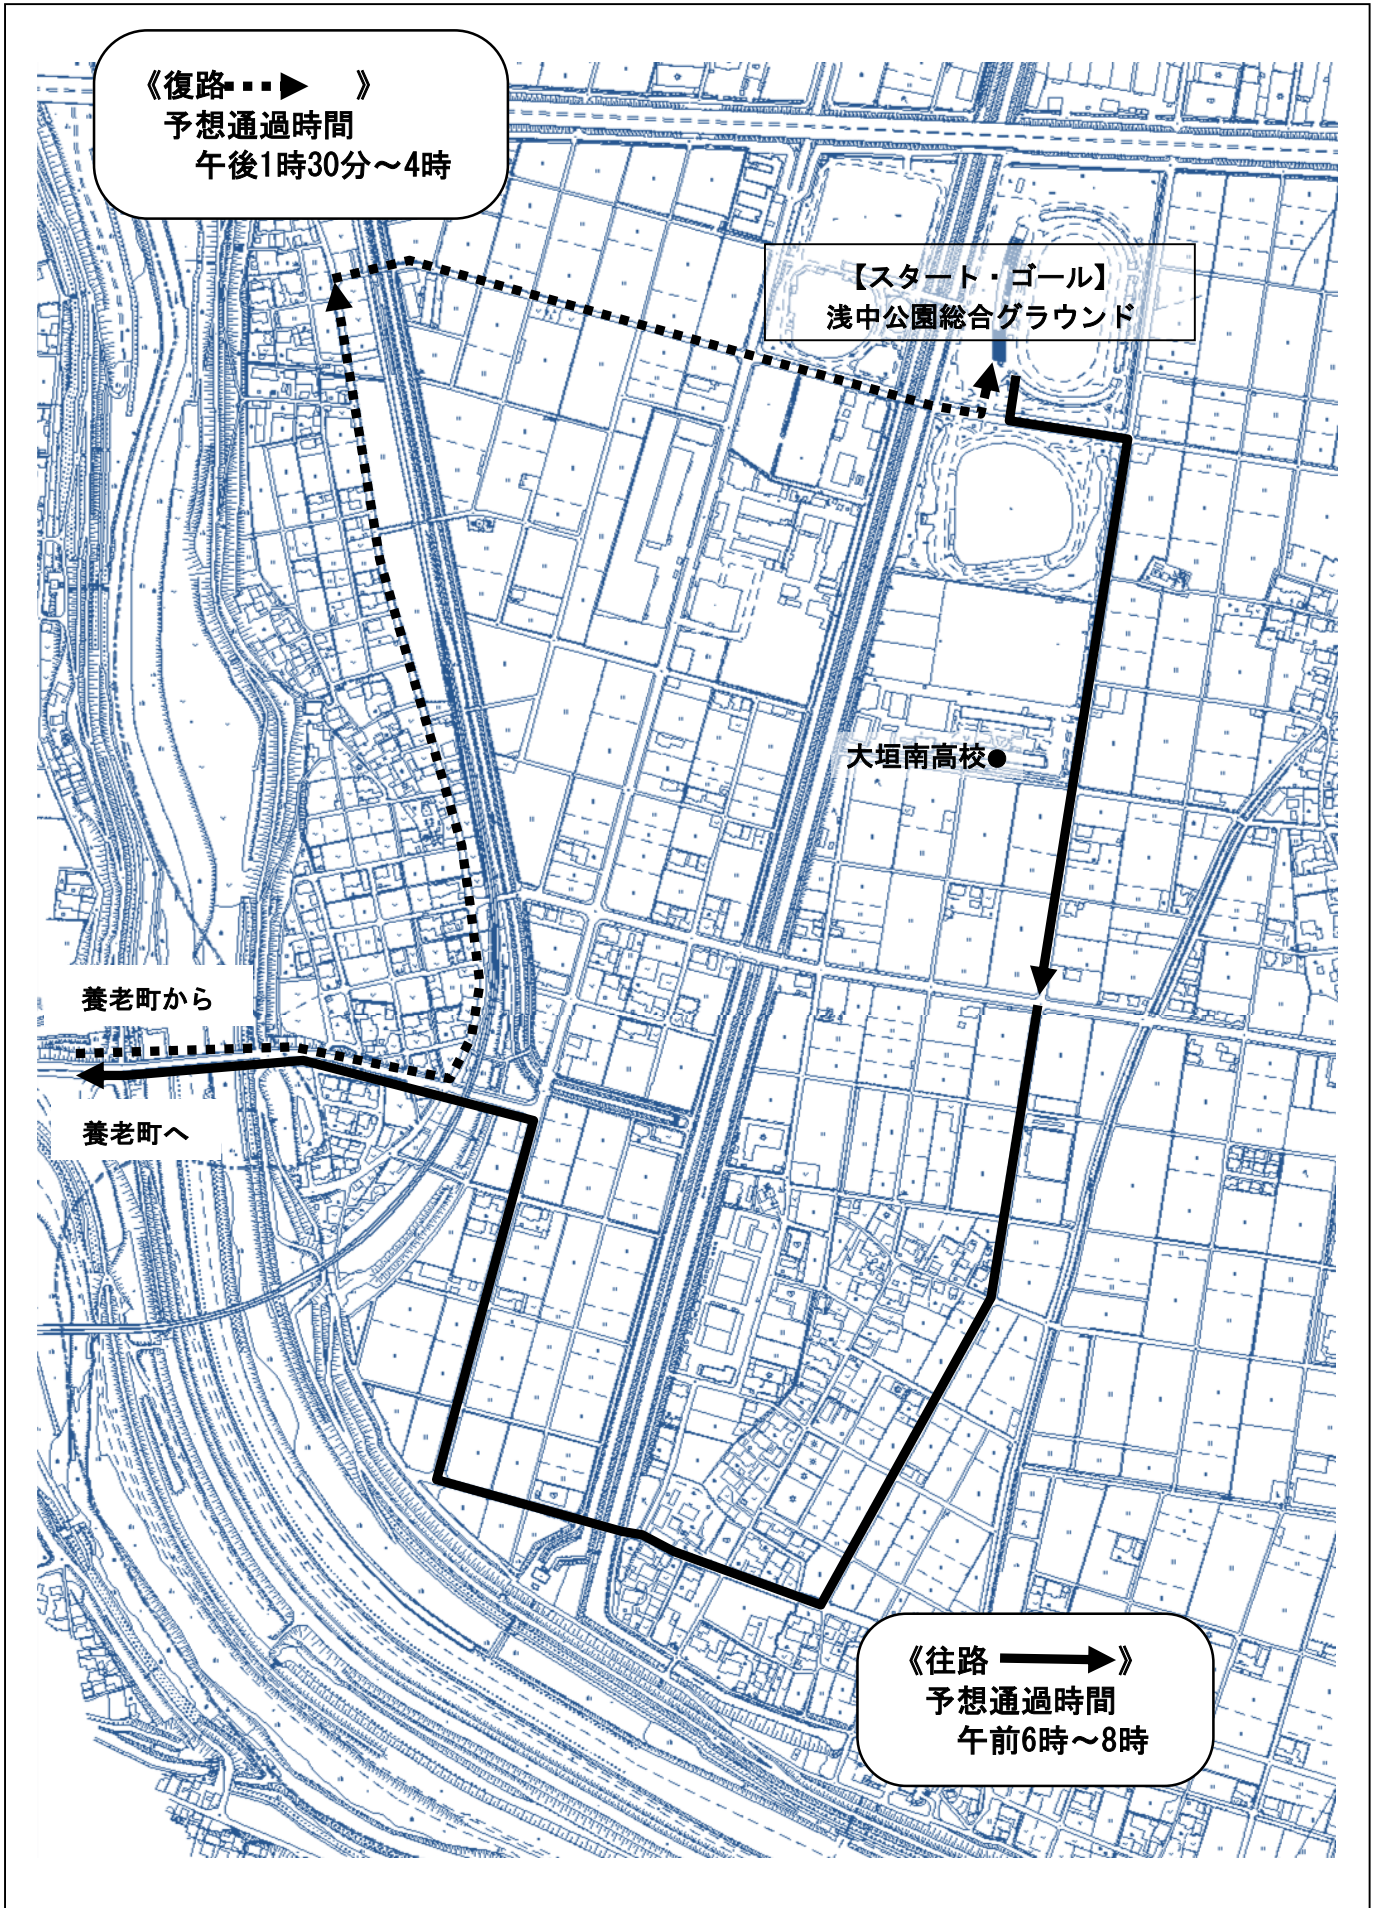 《復路 》
予想通過時間
午後1時30分～4時
【スタート・ゴール】
浅中公園総合グラウンド
大垣南高校●
養老町から
養老町へ
《往路 》
予想通過時間
午前6時～8時